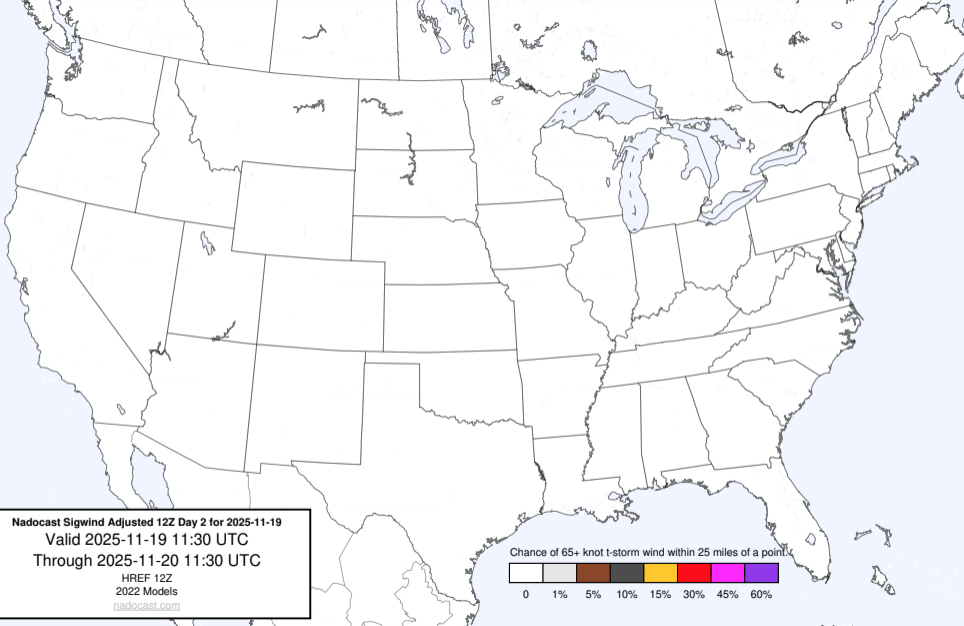 Nadocast Sigwind Adjusted 12Z Day 2 for 2025-11-19
Valid 2025-11-19 11:30 UTC
Through 2025-11-20 11:30 UTC
HREF 12Z
2022 Models
nadocast.com
Chance of 65+ knot t-storm wind within 25 miles of a point.
0 1% 5% 10% 15% 30% 45% 60%